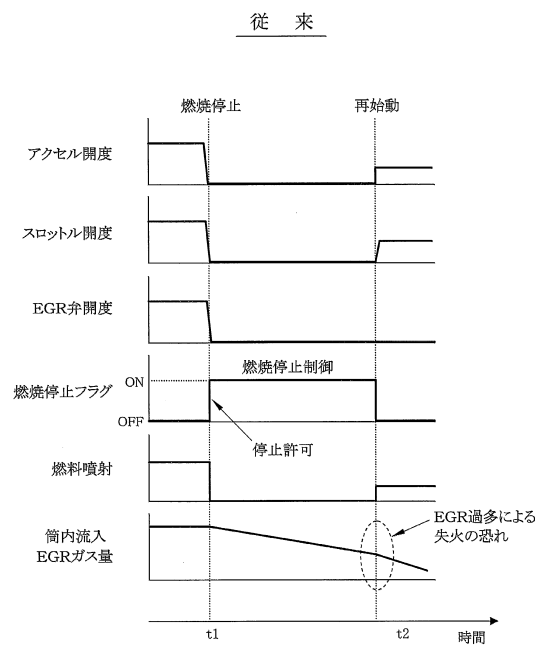 従来
燃焼停止
再始動
アクセル開度
スロットル開度
EGR弁開度
燃焼停止フラグ
ON
OFF
燃焼停止制御
停止許可
燃料噴射
筒内流入
EGRガス量
EGR過多による
失火の恐れ
t1
t2
時間